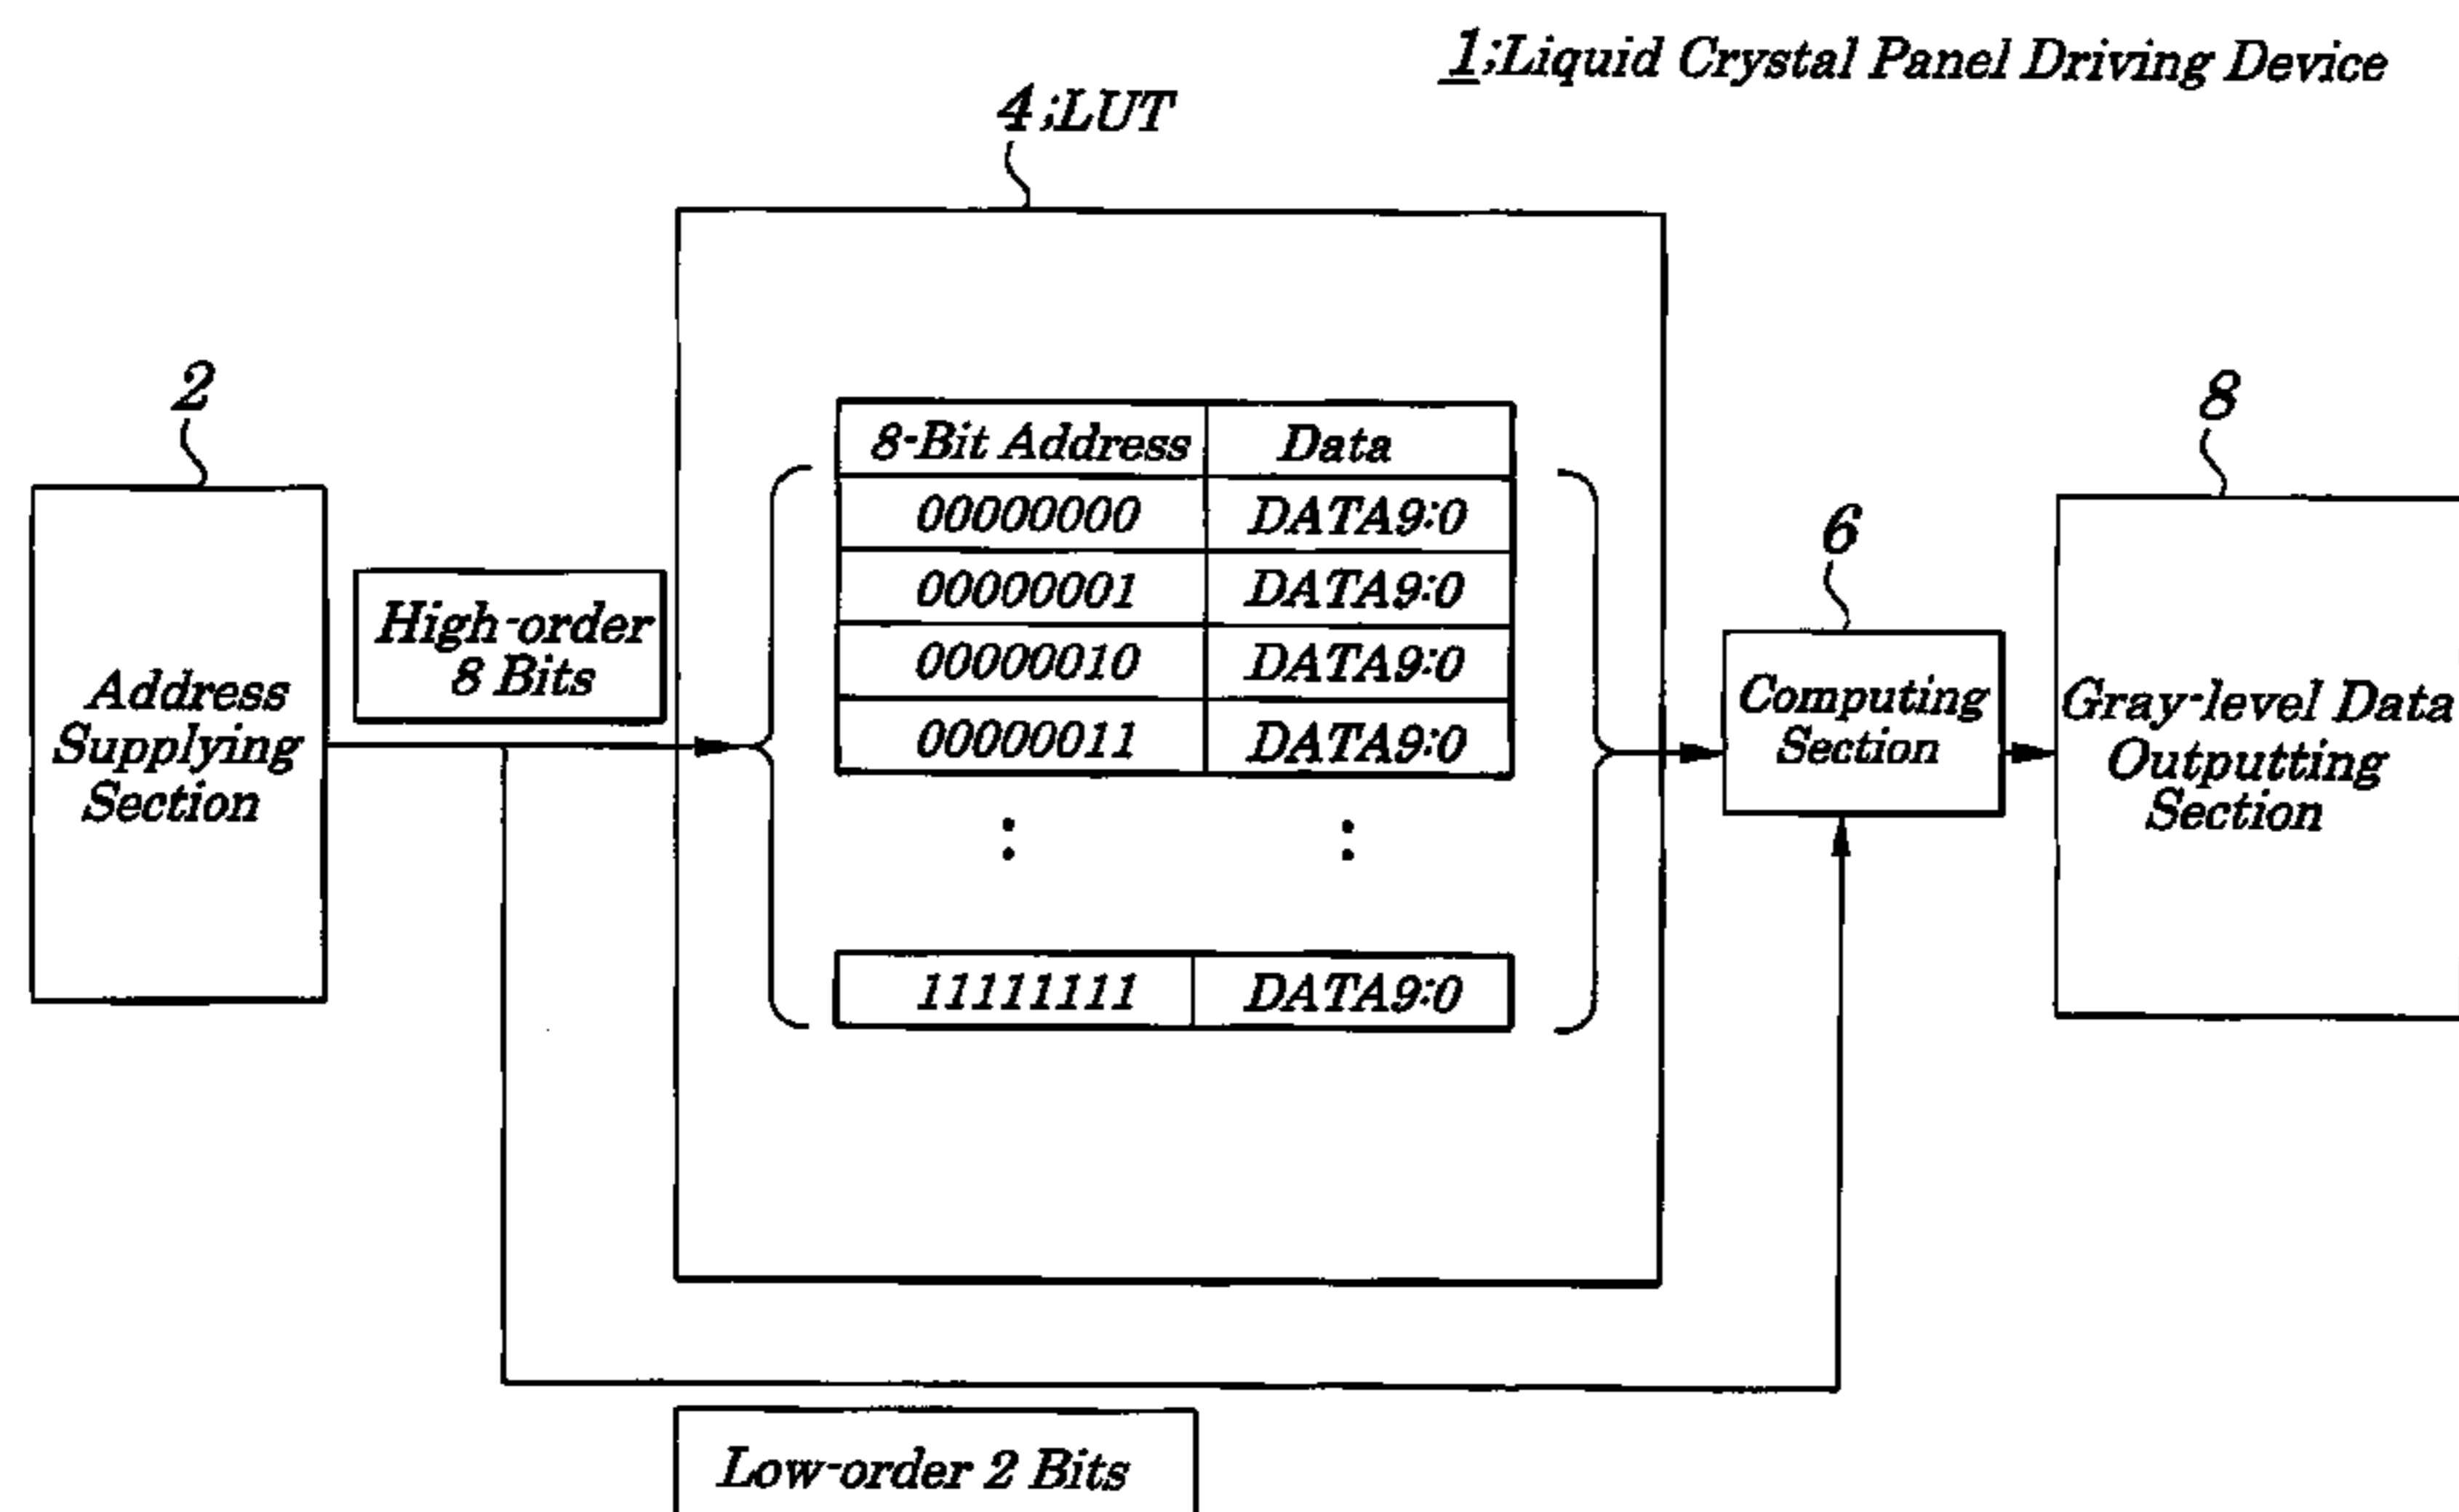 1;Liquid Crystal Panel Driving Device
4;LUT
2
Address
Supplying
Section
High-order
8 Bits
8-Bit Address Data
00000000 DATA9:0
00000001 DATA9:0
00000010 DATA9:0
00000011 DATA9:0
: :
11111111 DATA9:0
6
Computing
Section
8
Gray-level Data
Outputting
Section
Low-order 2 Bits